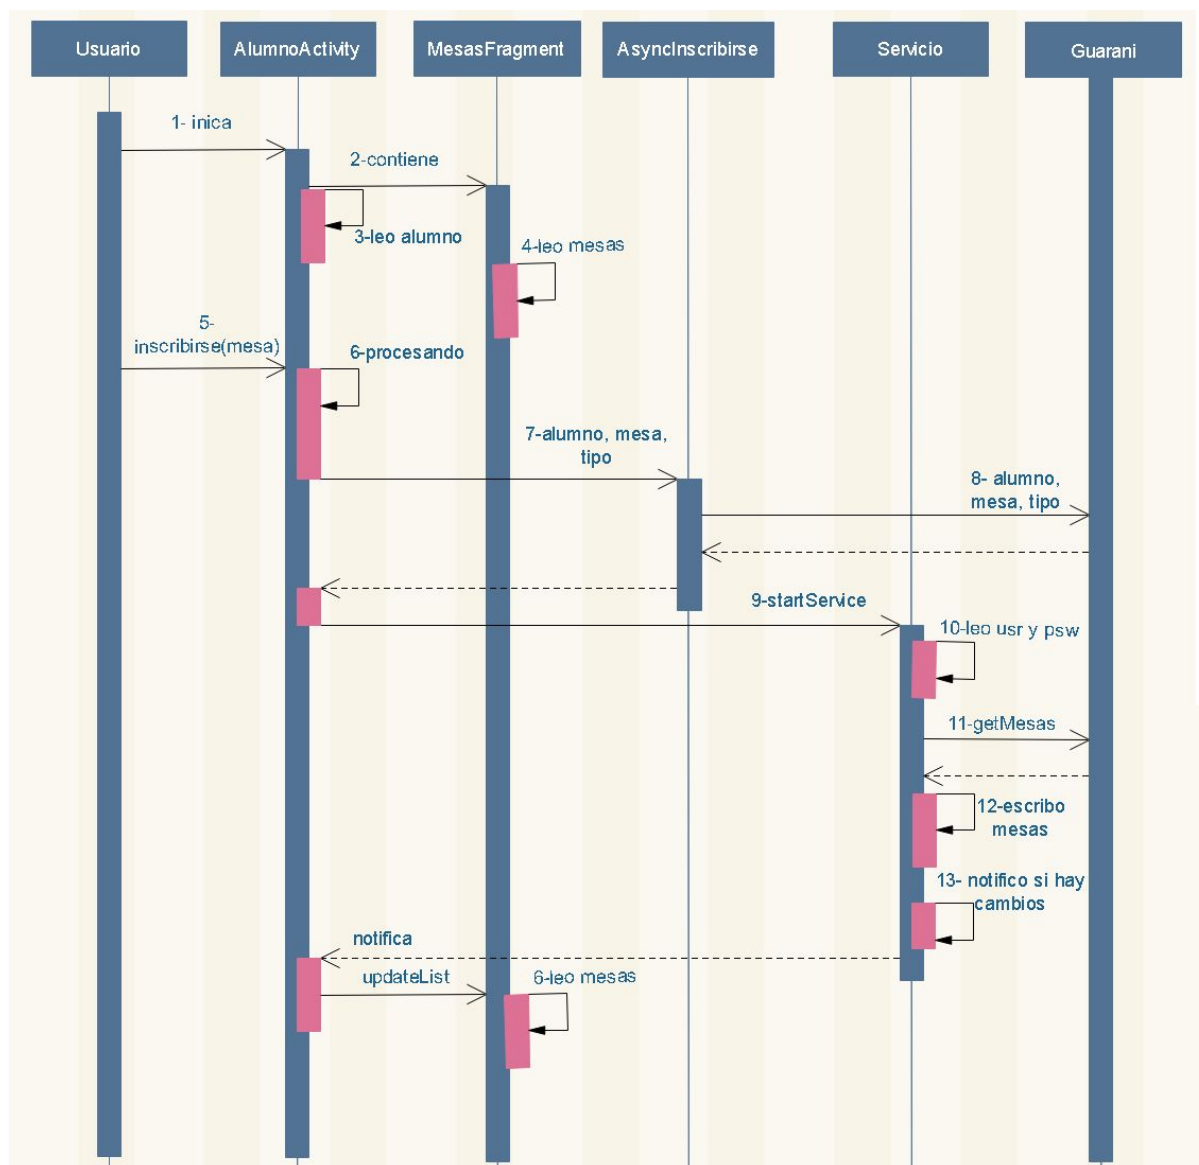 Usuario
AlumnoActivity
MesasFragment
AsyncInscribirse
Servicio
Guarani
1- inica
2-contiene
3-leo alumno
4-leo mesas
5-
inscribirse(mesa)
6-procesando
7-alumno, mesa,
tipo
8- alumno,
mesa, tipo
9-startService
10-leo usr y psw
11-getMesas
12-escribo
mesas
13- notifico si hay
cambios
notifica
updateList
6-leo mesas